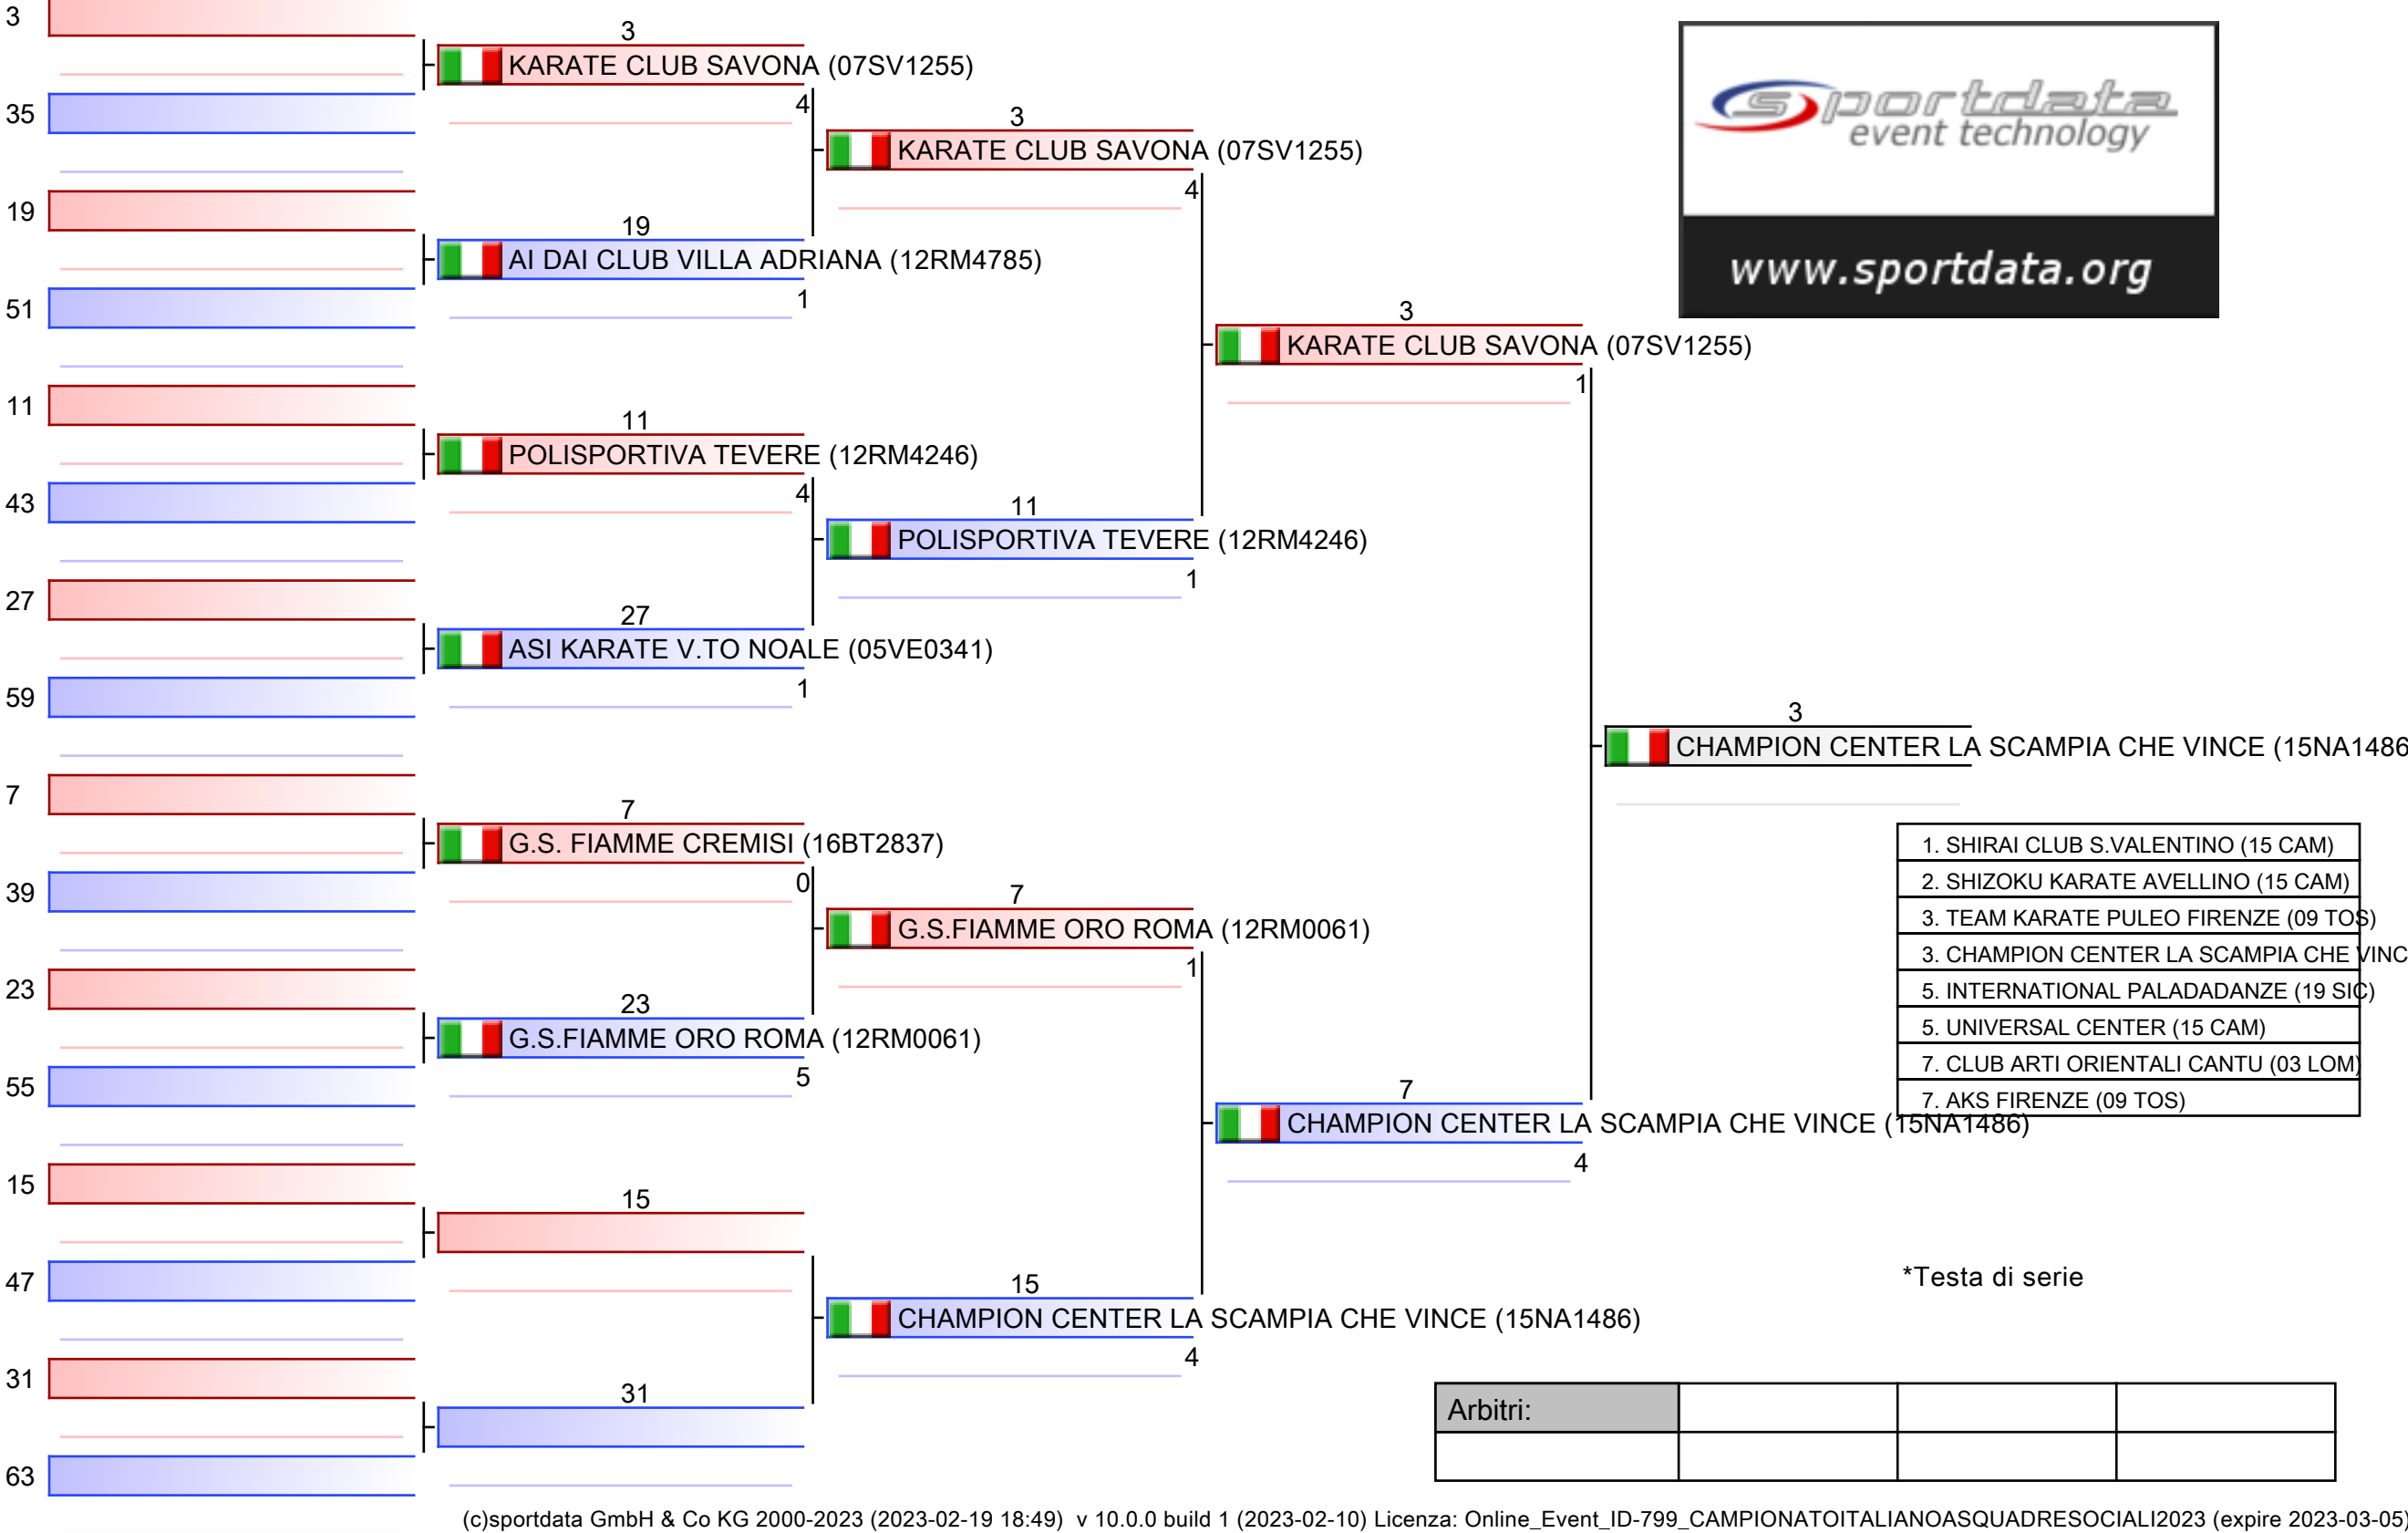 3
3
KARATE CLUB SAVONA (07SV1255)
4
35
3
KARATE CLUB SAVONA (07SV1255)
4
19
19
AI DAI CLUB VILLA ADRIANA (12RM4785)
1
51
3
KARATE CLUB SAVONA (07SV1255)
1
11
11
POLISPORTIVA TEVERE (12RM4246)
4
43
11
POLISPORTIVA TEVERE (12RM4246)
1
27
27
ASI KARATE V.TO NOALE (05VE0341)
1
59
3
CHAMPION CENTER LA SCAMPIA CHE VINCE (15NA1486
7
7
G.S. FIAMME CREMISI (16BT2837)
0
39
7
G.S.FIAMME ORO ROMA (12RM0061)
1
23
23
G.S.FIAMME ORO ROMA (12RM0061)
5
55
7
CHAMPION CENTER LA SCAMPIA CHE VINCE (15NA1486)
4
15
15
47
15
CHAMPION CENTER LA SCAMPIA CHE VINCE (15NA1486)
4
31
31
63
sportdata
event technology
www.sportdata.org
1. SHIRAI CLUB S.VALENTINO (15 CAM)
2. SHIZOKU KARATE AVELLINO (15 CAM)
3. TEAM KARATE PULEO FIRENZE (09 TOS)
3. CHAMPION CENTER LA SCAMPIA CHE VINC
5. INTERNATIONAL PALADADANZE (19 SIC)
5. UNIVERSAL CENTER (15 CAM)
7. CLUB ARTI ORIENTALI CANTU (03 LOM)
7. AKS FIRENZE (09 TOS)
*Testa di serie
Arbitri:
(c)sportdata GmbH & Co KG 2000-2023 (2023-02-19 18:49) v 10.0.0 build 1 (2023-02-10) Licenza: Online_Event_ID-799_CAMPIONATOITALIANOASQUADRESOCIALI2023 (expire 2023-03-05)